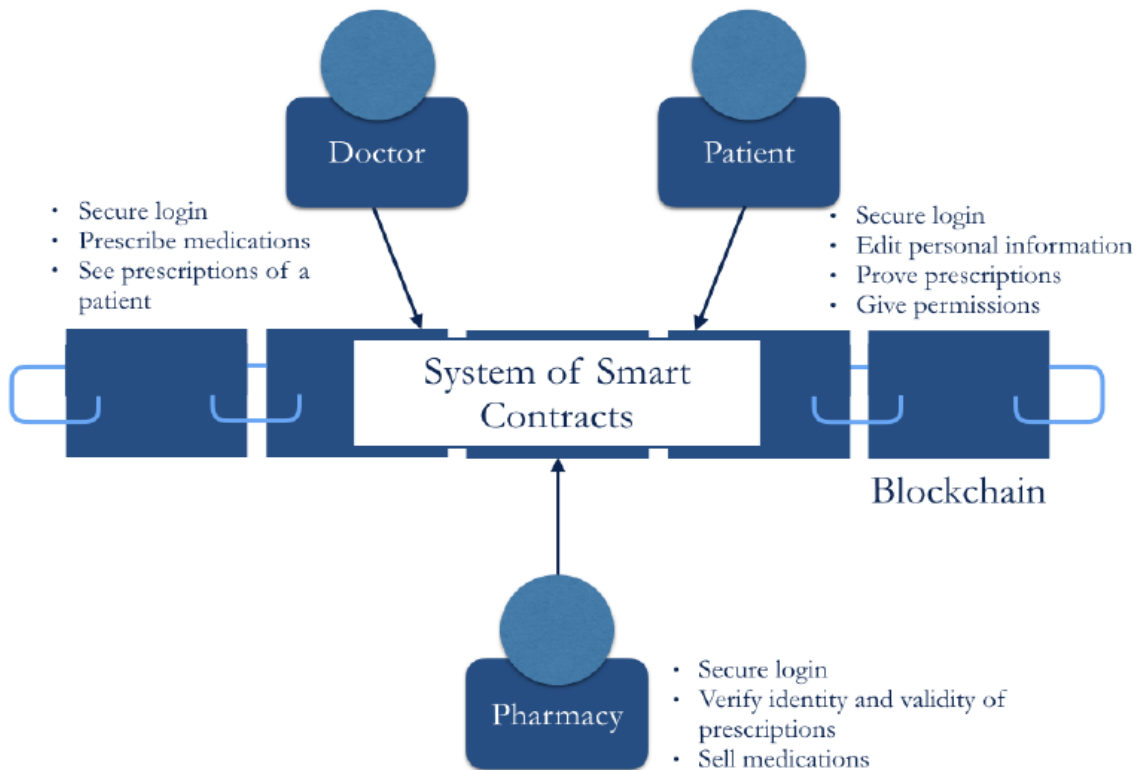 Doctor
Patient
• Secure login
• Prescribe medications
• See prescriptions of a
patient
• Secure login
• Edit personal information
• Prove prescriptions
• Give permissions
System of Smart
Contracts
Blockchain
Pharmacy
• Secure login
• Verify identity and validity of
prescriptions
• Sell medications